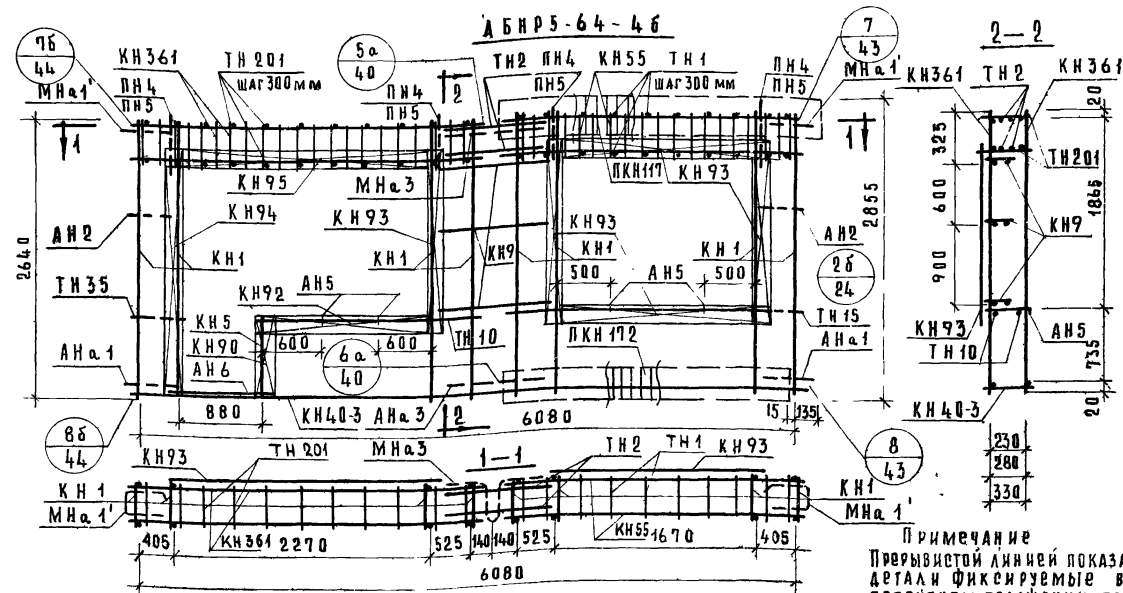 АБНР5-64-4б
7б
44
КН361
ТН201
ШАГ 300 мм
5а
40
2
ТН2
ПН4
ПН5
КН55
ТН1
ШАГ 300 мм
7
43
ПН4
ПН5
МНа1'
2—2
КН361
ТН2
КН361
МНа1'
ПН4
ПН5
ПН4
ПН5
1
1
20
325
600
900
ТН201
1865
КН9
735
20
КН95
МНа3
ПКН117
КН93
2640
2855
АН2
КН94
КН93
КН93
КН1
КН1
КН9
КН1
КН1
АН2
2б
24
500
АН5
500
ТН35
АН5
КН92
КН5
КН90
600
600
ТН10
ПКН172
ТН15
АНа1
КН93
ТН10
АН5
АНа1
АН6
6а
40
880
КН40-3
АНа3
2
6080
15
135
КН40-3
8б
44
8
43
230
280
330
КН93
ТН201
МНа3
1—1
ТН2
ТН1
КН93
КН1
МНа1'
КН1
МНа1'
405
КН361
2270
525
140
140
525
КН55
1670
405
6080
Примечание
Прерывистой линией показа
детали фиксируемые в